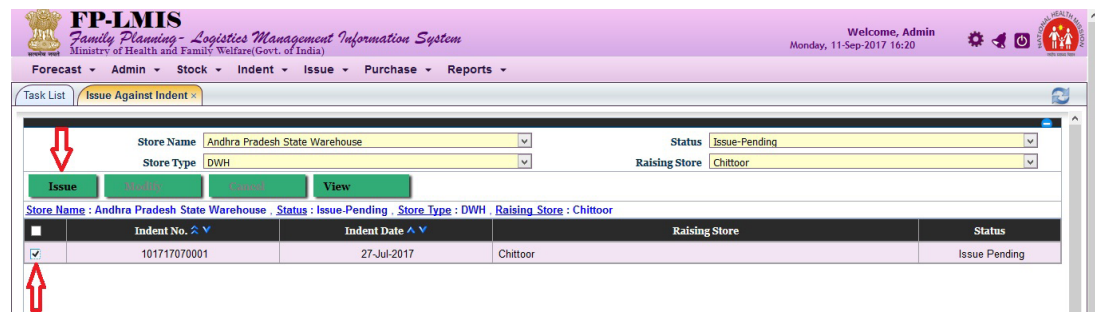 FP-LMIS
Family Planning- Logistics Management Information System
Ministry of Health and Family Welfare(Govt. of India)
Welcome, Admin
Monday, 11-Sep-2017 16:20
Forecast Admin Stock Indent Issue Purchase Reports
Task List Issue Against Indent ×
Store Name Andhra Pradesh State Warehouse Status Issue-Pending
Store Type DWH Raising Store Chittoor
Issue Modify Cancel View
Store Name : Andhra Pradesh State Warehouse , Status : Issue-Pending , Store Type : DWH , Raising Store : Chittoor
Indent No. Indent Date Raising Store Status
101717070001 27-Jul-2017 Chittoor Issue Pending